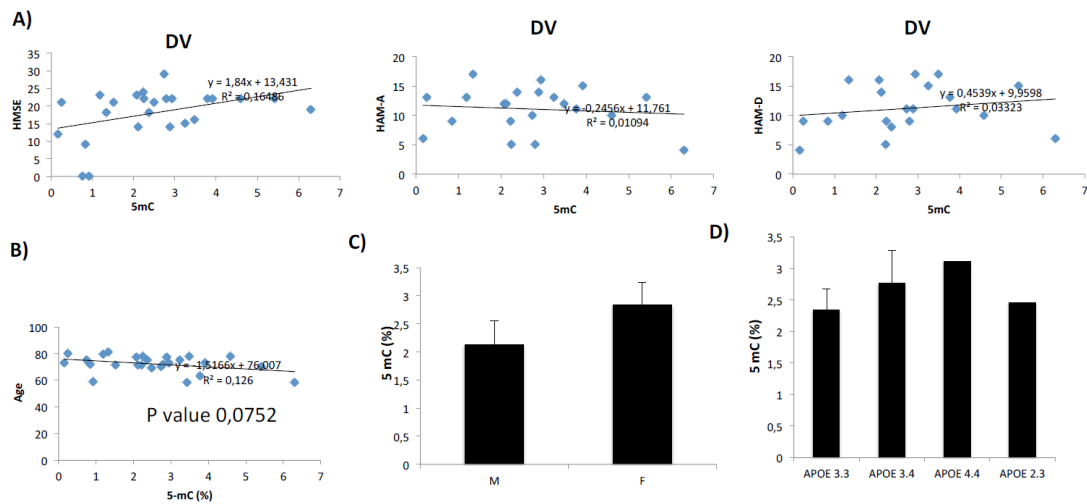 A)
DV
HMSE
35
30
25
20
15
10
5
0
y = 1,84x + 13,431
R² = 0,16486
0 1 2 3 4 5 6 7
5mC
DV
HAM-A
20
15
10
5
0
y = -0,2456x + 11,761
R² = 0,01094
0 1 2 3 4 5 6 7
5mC
DV
HAM-D
20
15
10
5
0
y = 0,4539x + 9,9598
R² = 0,03323
0 1 2 3 4 5 6 7
5mC
B)
Age
100
80
60
40
20
0
y = -1,5166x + 76,007
R² = 0,126
P value 0,0752
0 1 2 3 4 5 6 7
5-mC (%)
C)
5 mC (%)
3,5
3
2,5
2
1,5
1
0,5
0
M F
D)
5 mC (%)
3,5
3
2,5
2
1,5
1
0,5
0
APOE 3.3 APOE 3.4 APOE 4.4 APOE 2.3